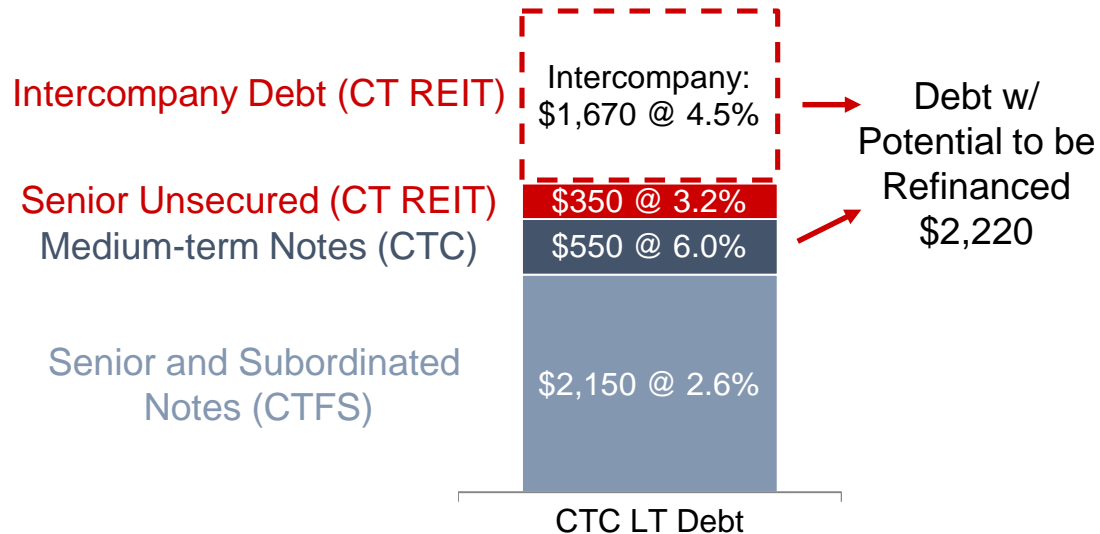 Intercompany Debt (CT REIT)
Intercompany:
$1,670 @ 4.5%
Debt w/
Potential to be
Refinanced
$2,220
Senior Unsecured (CT REIT)
$350 @ 3.2%
Medium-term Notes (CTC)
$550 @ 6.0%
Senior and Subordinated
Notes (CTFS)
$2,150 @ 2.6%
CTC LT Debt